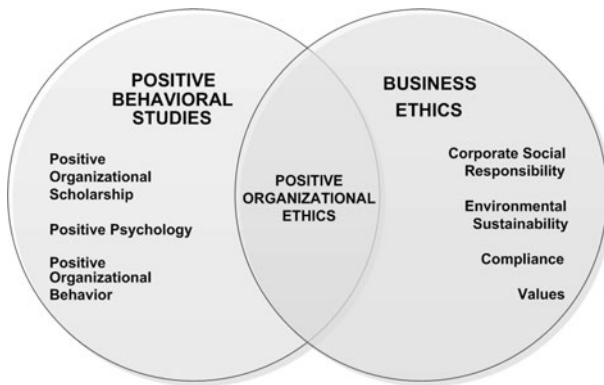 POSITIVE
BEHAVIORAL
STUDIES
Positive
Organizational
Scholarship
Positive Psychology
Positive
Organizational
Behavior
POSITIVE
ORGANIZATIONAL
ETHICS
BUSINESS
ETHICS
Corporate Social
Responsibility
Environmental
Sustainability
Compliance
Values